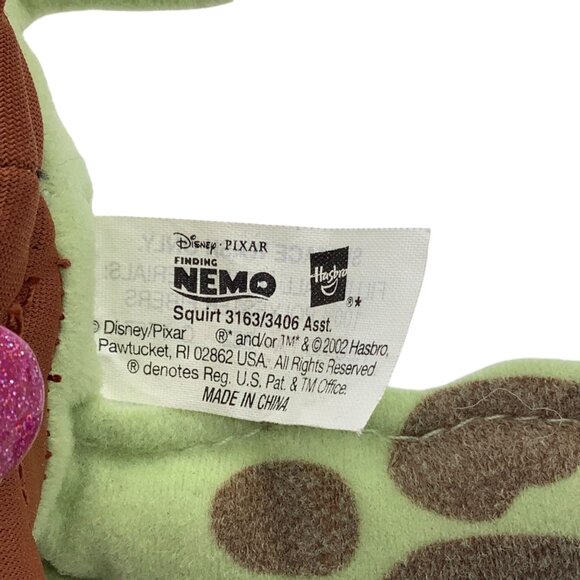 Disney · PIXAR
FINDING
NEMO
Hasbro
®*
Squirt 3163/3406 Asst.
© Disney/Pixar ®* and/or TM* & © 2002 Hasbro,
Pawtucket, RI 02862 USA. All Rights Reserved
® denotes Reg. U.S. Pat. & TM Office.
MADE IN CHINA